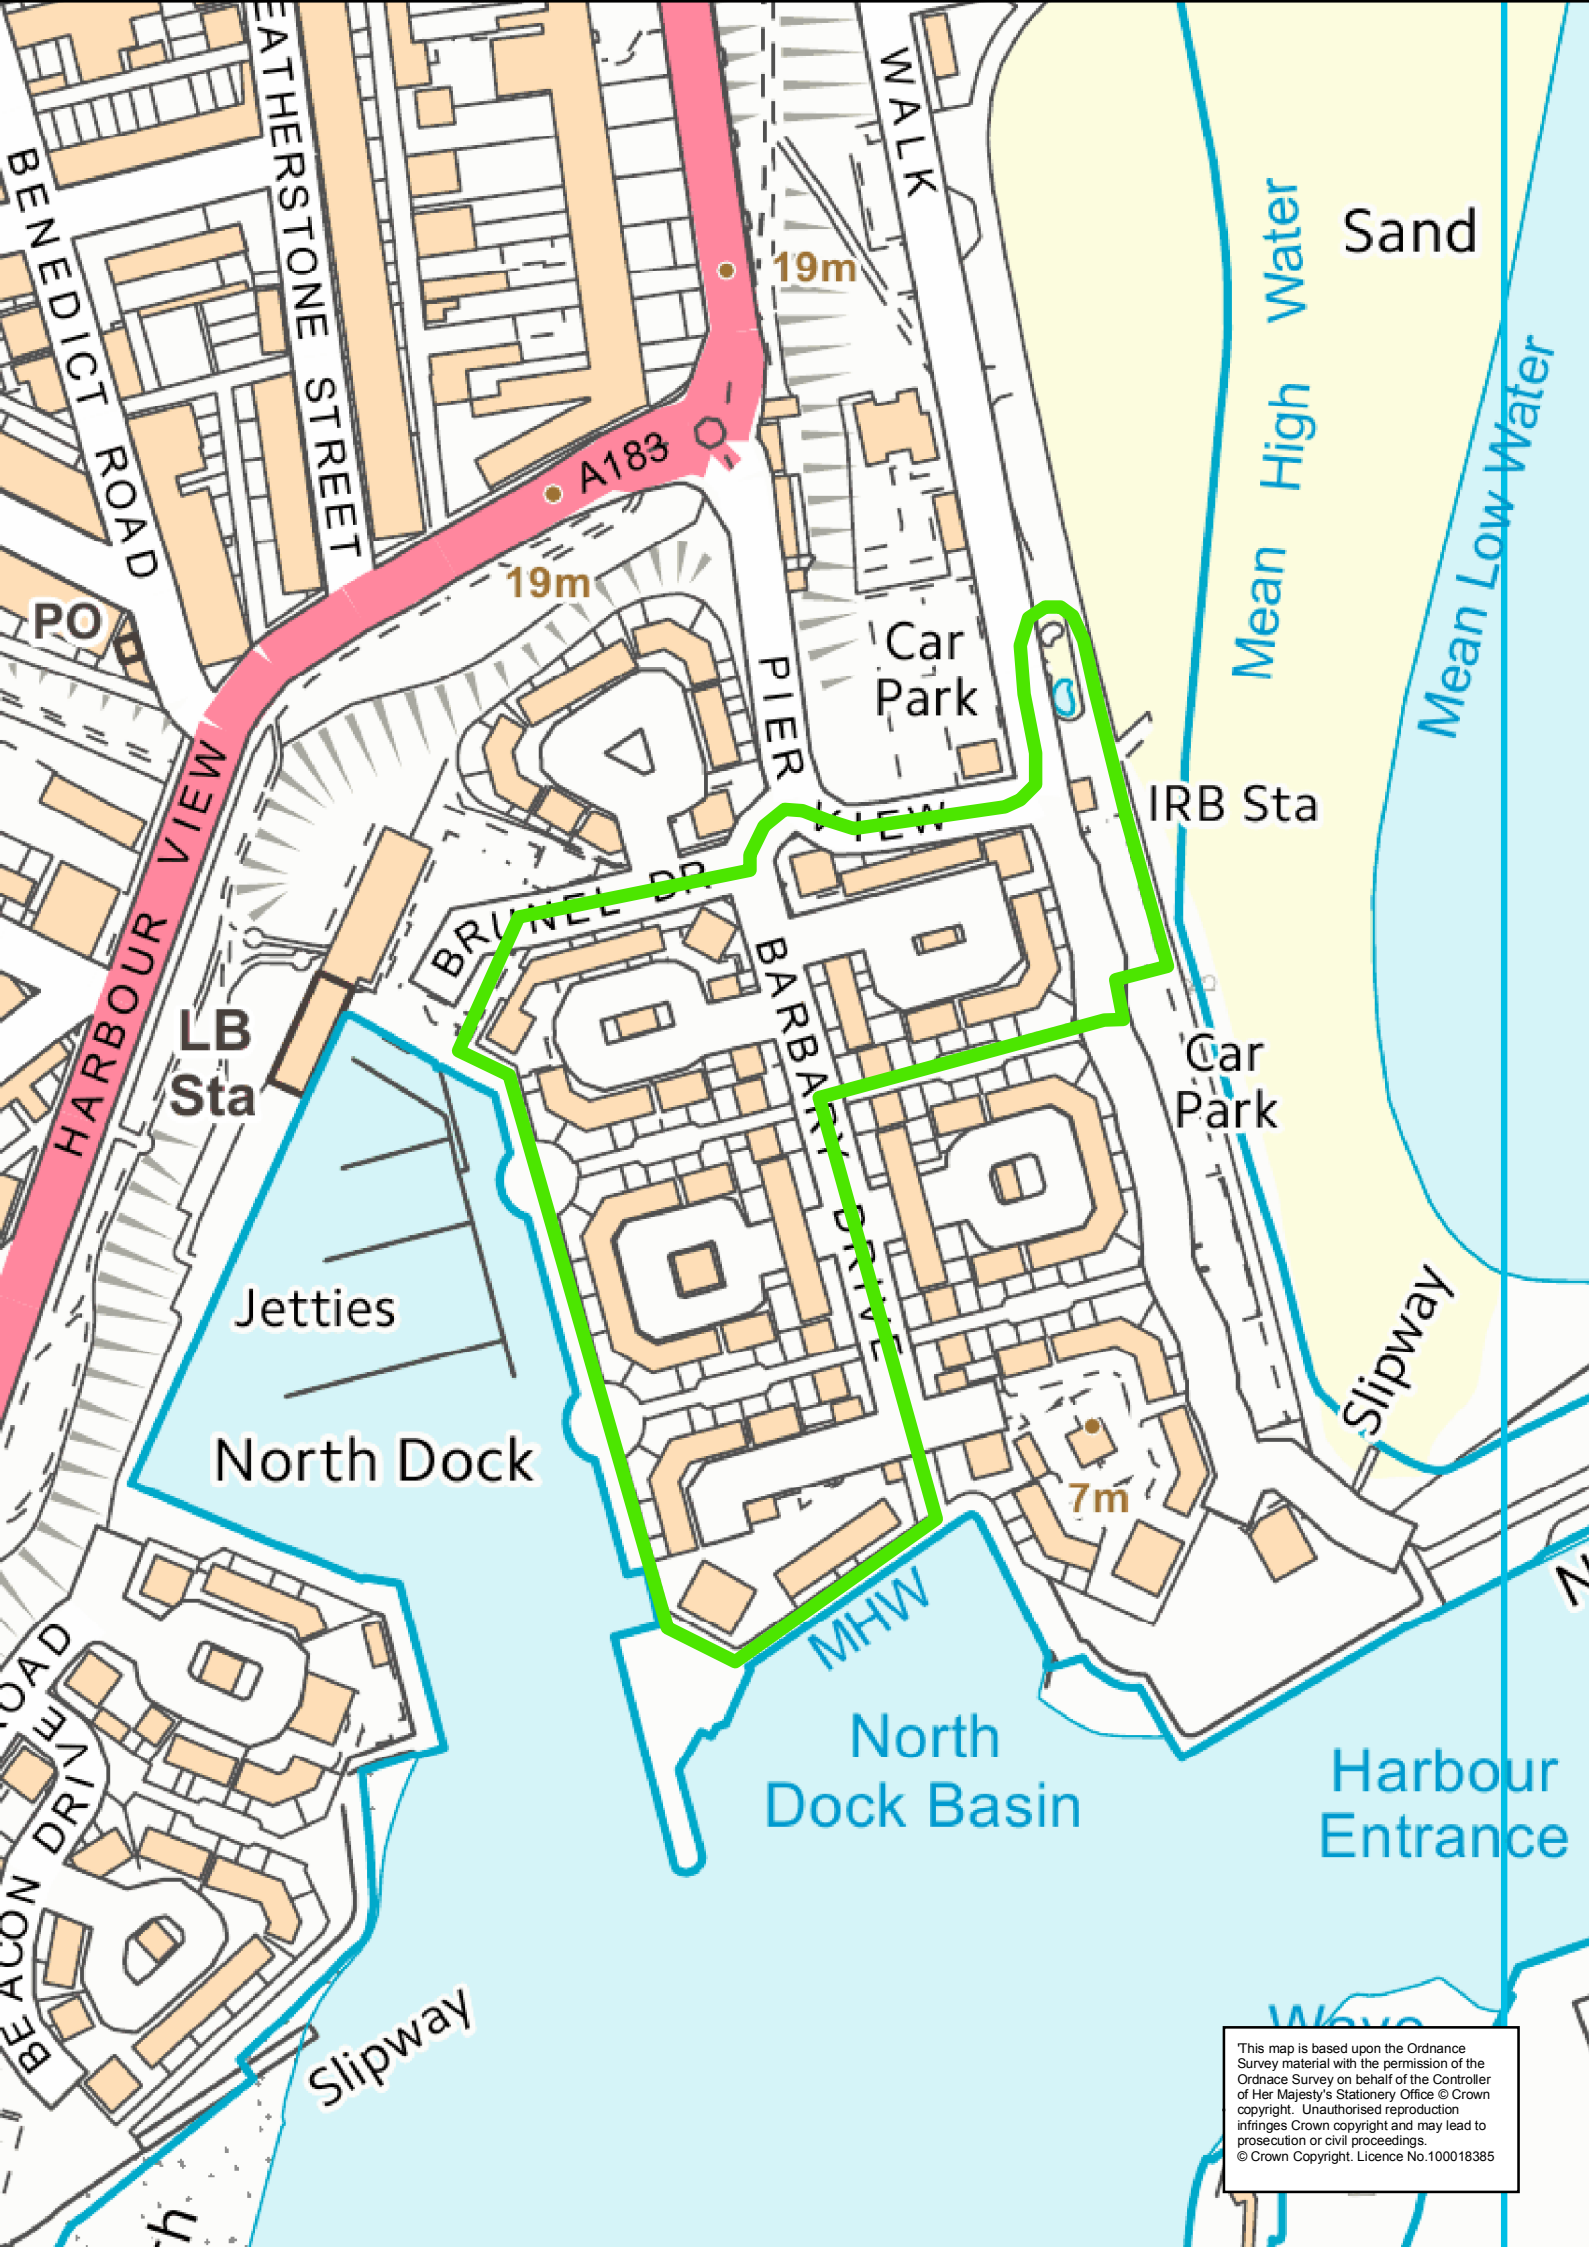 EATHERSTONE STREET
WALK
BENEDICT ROAD
Sand
Mean High Water
Mean Low Water
19m
A183
19m
PO
Car
Park
PIER
VIEW
IRB Sta
HARBOUR VIEW
BRUNEL DR
BARBARY DRIVE
LB
Sta
Car
Park
Jetties
Slipway
North Dock
7m
MHW
ROAD
North
Dock Basin
Harbour
Entrance
BEACON DRIVE
Slipway
'This map is based upon the Ordnance
Survey material with the permission of the
Ordnace Survey on behalf of the Controller
of Her Majesty's Stationery Office © Crown
copyright. Unauthorised reproduction
infringes Crown copyright and may lead to
prosecution or civil proceedings.
© Crown Copyright. Licence No.100018385